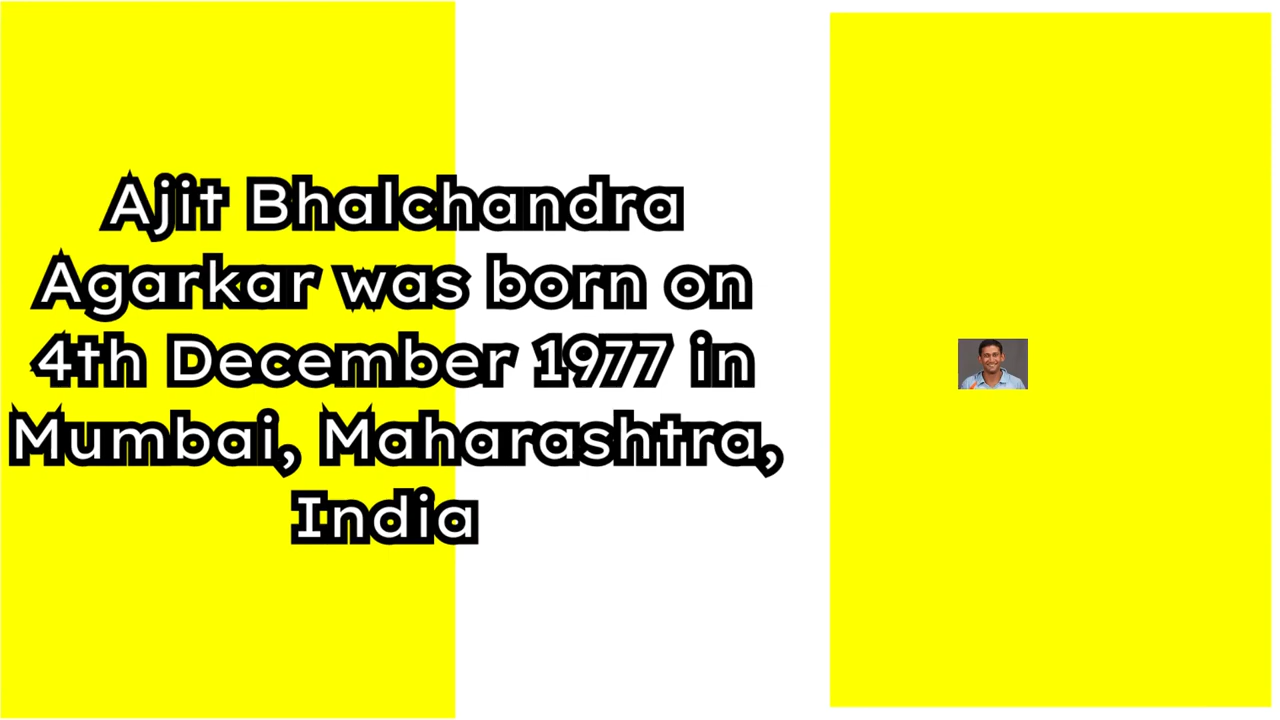 Ajit Bhalchandra
Agarkar was born on
4th December 1977 in
Mumbai, Maharashtra,
India